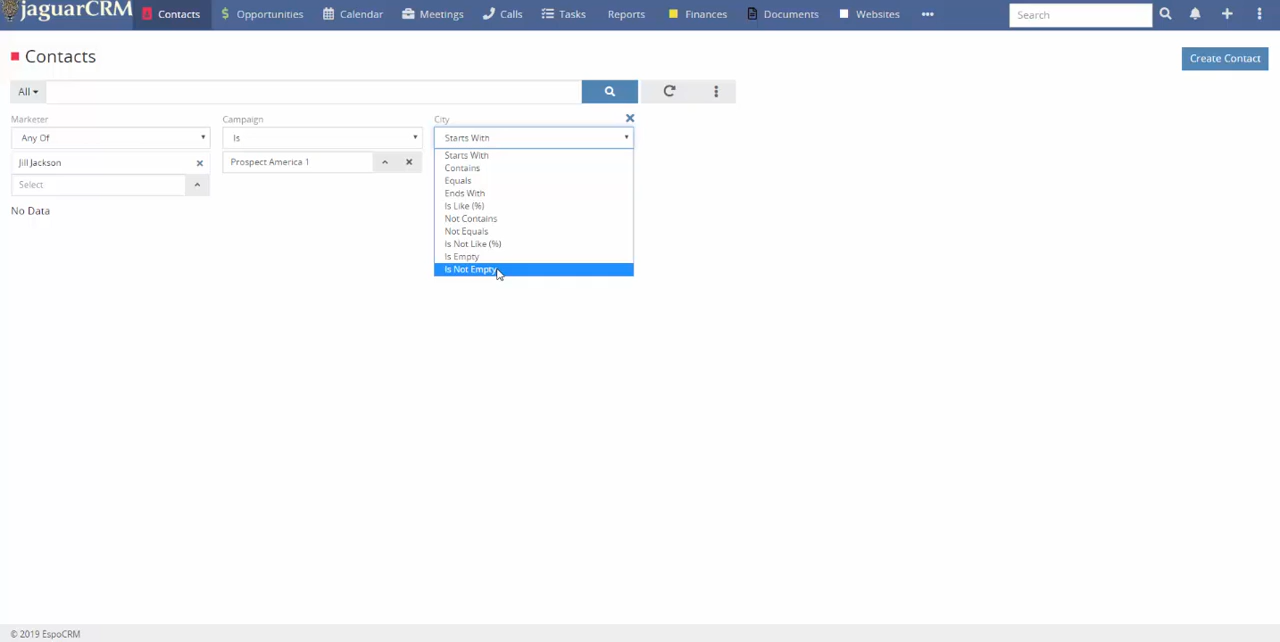 jaguarCRM Contacts $ Opportunities Calendar Meetings Calls Tasks Reports Finances Documents Websites ••• Search
Contacts
Create Contact
All
Marketer Campaign City
Any Of Is Starts With
Jill Jackson Prospect America 1 Starts With
Contains
Select Equals
Ends With
No Data Is Like (%)
Not Contains
Not Equals
Is Not Like (%)
Is Empty
Is Not Empty
© 2019 EspoCRM